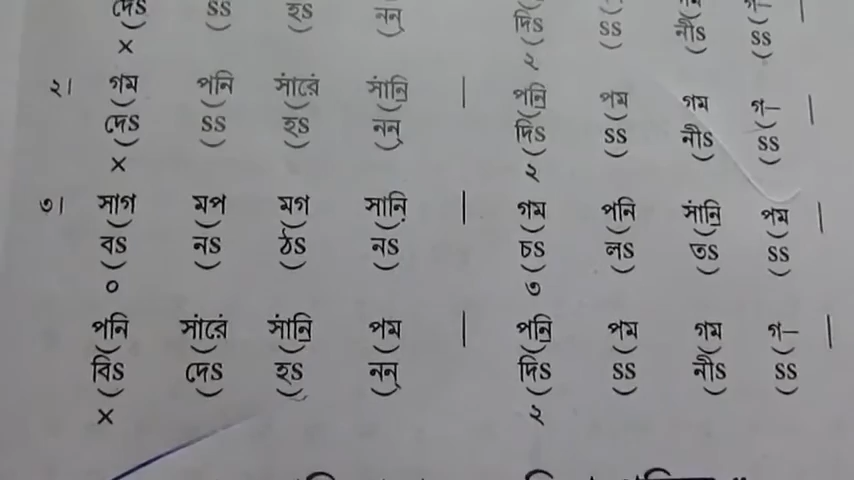 দেS SS হS নন্ দিS SS নীS SS
× ২
২। গম পনি সাঁরেঁ সাঁনি | পনি পম গম গ- |
দেS SS হS নন্ দিS SS নীS SS
× ২
৩। সাগ মপ মগ সানি | গম পনি সাঁনি পম |
বS নS ঠS নS চS লS তS SS
০ ৩
পনি সাঁরেঁ সাঁনি পম | পনি পম গম গ- |
বিS দেS হS নন্ দিS SS নীS SS
× ২